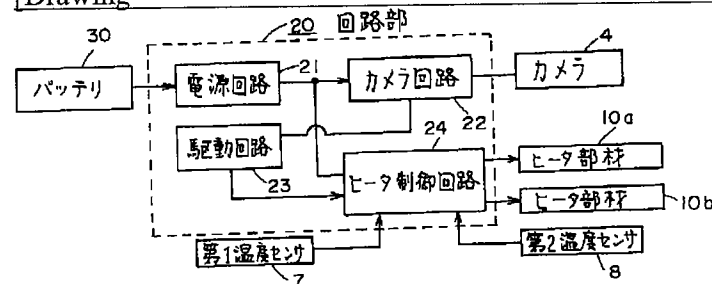 [Drawing
20 回路部
30
バッテリ
電源回路
21
カメラ回路
22
4
カメラ
駆動回路
23
24
ヒータ制御回路
10a
ヒータ部材
ヒータ部材
10b
第1温度センサ
7
第2温度センサ
8